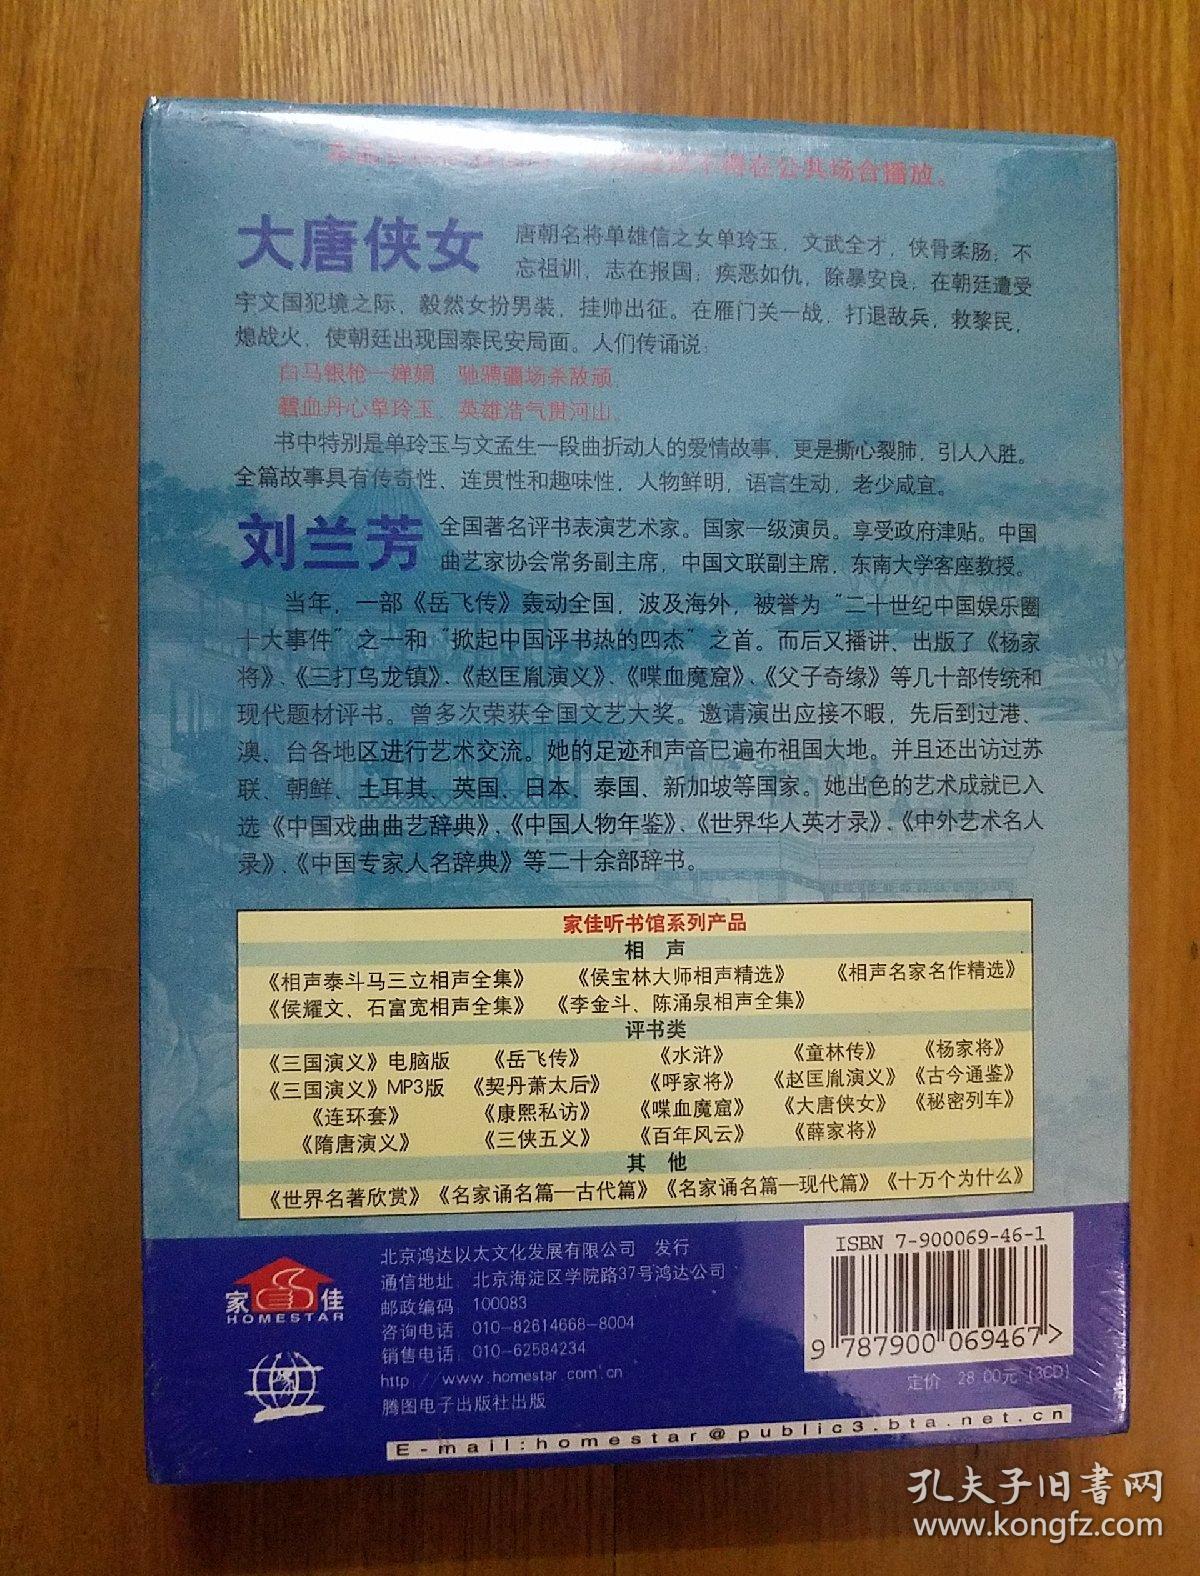 不得在公共场合播放。
大唐侠女
唐朝名将单雄信之女单玲玉，文武全才，侠骨柔肠；不
忘祖训，志在报国；疾恶如仇，除暴安良；在朝廷遭受
宇文国犯境之际，毅然女扮男装，挂帅出征。在雁门关一战，打退敌兵，救黎民，
熄战火，使朝廷出现国泰民安局面。人们传诵说：
白马银枪一婵娟，驰骋疆场杀敌顽，
碧血丹心单玲玉，英雄浩气贯河山。
书中特别是单玲玉与文孟生一段曲折动人的爱情故事，更是撕心裂肺，引人入胜。
全篇故事具有传奇性、连贯性和趣味性，人物鲜明，语言生动，老少咸宜。
刘兰芳
全国著名评书表演艺术家。国家一级演员。享受政府津贴。中国
曲艺家协会常务副主席，中国文联副主席，东南大学客座教授。
当年，一部《岳飞传》轰动全国，波及海外，被誉为“二十世纪中国娱乐圈
十大事件”之一和“掀起中国评书热的四杰”之首。而后又播讲、出版了《杨家
将》、《三打乌龙镇》、《赵匡胤演义》、《喋血魔窟》、《父子奇缘》等几十部传统和
现代题材评书。曾多次荣获全国文艺大奖。邀请演出应接不暇，先后到过港、
澳、台各地区进行艺术交流。她的足迹和声音已遍布祖国大地。并且还出访过苏
联、朝鲜、土耳其、英国、日本、泰国、新加坡等国家。她出色的艺术成就已入
选《中国戏曲曲艺辞典》、《中国人物年鉴》、《世界华人英才录》、《中外艺术名人
录》、《中国专家人名辞典》等二十余部辞书。
家佳听书馆系列产品
相 声
《相声泰斗马三立相声全集》 《侯宝林大师相声精选》 《相声名家名作精选》
《侯耀文、石富宽相声全集》 《李金斗、陈涌泉相声全集》
评书类
《三国演义》电脑版 《岳飞传》 《水浒》 《童林传》 《杨家将》
《三国演义》MP3版 《契丹萧太后》 《呼家将》 《赵匡胤演义》 《古今通鉴》
《连环套》 《康熙私访》 《喋血魔窟》 《大唐侠女》 《秘密列车》
《隋唐演义》 《三侠五义》 《百年风云》 《薛家将》
其 他
《世界名著欣赏》《名家诵名篇—古代篇》《名家诵名篇—现代篇》《十万个为什么》
家佳
HOMESTAR
北京鸿达以太文化发展有限公司 发行
通信地址：北京海淀区学院路37号鸿达公司
邮政编码：100083
咨询电话：010-82614668-8004
销售电话：010-62584234
http://www.homestar.com.cn
腾图电子出版社出版
ISBN 7-900069-46-1
9 787900 069467>
定价：28.00元（3CD）
E-mail:homestar@public3.bta.net.cn
孔夫子旧书网
www.kongfz.com